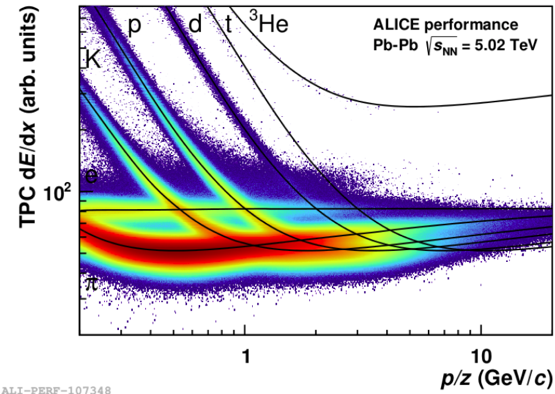 p d t ³He
K
e
π
ALICE performance
Pb-Pb √sNN = 5.02 TeV
TPC dE/dx (arb. units)
10²
1 10
p/z (GeV/c)
ALI-PERF-107348